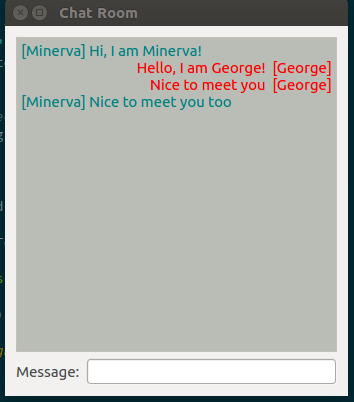 Chat Room
[Minerva] Hi, I am Minerva!
Hello, I am George! [George]
Nice to meet you [George]
[Minerva] Nice to meet you too
Message: